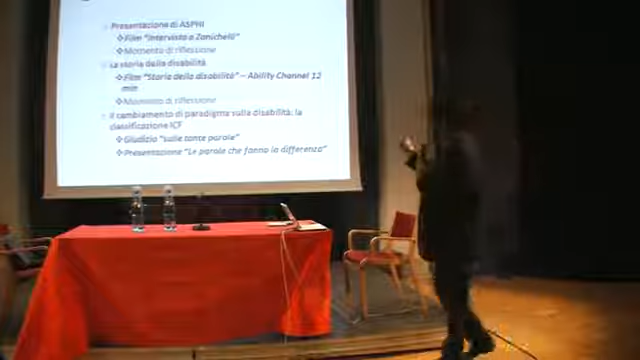 Presentazione di ASPHI
Film "Intervista a Zanichelli"
Momento di riflessione
La storia della disabilità
Film "Storia della disabilità" – Ability Channel 12
min
Momento di riflessione
Il cambiamento di paradigma sulla disabilità: la
classificazione ICF
Giudizio "sulle tante parole"
Presentazione "Le parole che fanno la differenza"